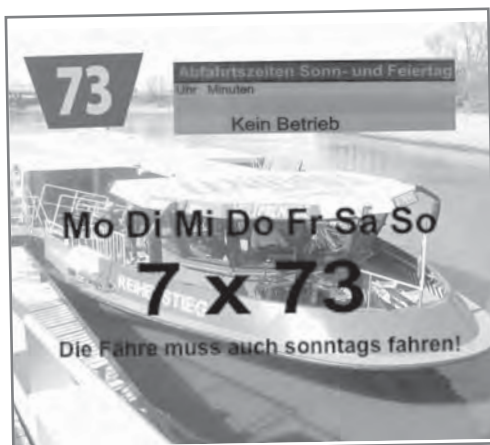 73
Abfahrtszeiten Sonn- und Feiertag
Uhr Minuten
Kein Betrieb
Mo Di Mi Do Fr Sa So
7 x 73
REIHERSTIEG
Die Fähre muss auch sonntags fahren!